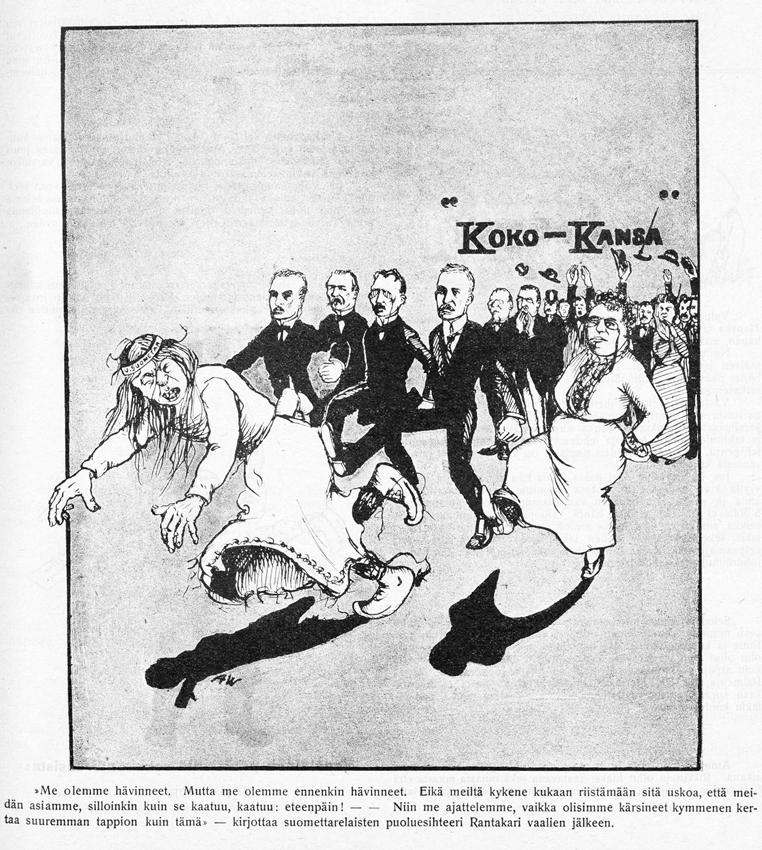 " KOKO — KANSA "
AW
»Me olemme hävinneet. Mutta me olemme ennenkin hävinneet. Eikä meiltä kykene kukaan riistämään sitä uskoa, että mei-
dän asiamme, silloinkin kuin se kaatuu, kaatuu: eteenpäin! — — Niin me ajattelemme, vaikka olisimme kärsineet kymmenen ker-
taa suuremman tappion kuin tämä» — kirjottaa suomettarelaisten puoluesihteeri Rantakari vaalien jälkeen.